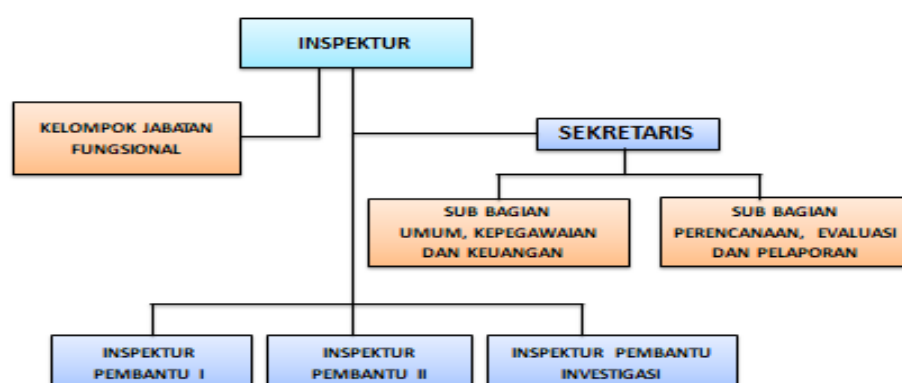 INSPEKTUR
KELOMPOK JABATAN
FUNGSIONAL
SEKRETARIS
SUB BAGIAN
UMUM, KEPEGAWAIAN
DAN KEUANGAN
SUB BAGIAN
PERENCANAAN, EVALUASI
DAN PELAPORAN
INSPEKTUR
PEMBANTU I
INSPEKTUR
PEMBANTU II
INSPEKTUR PEMBANTU
INVESTIGASI